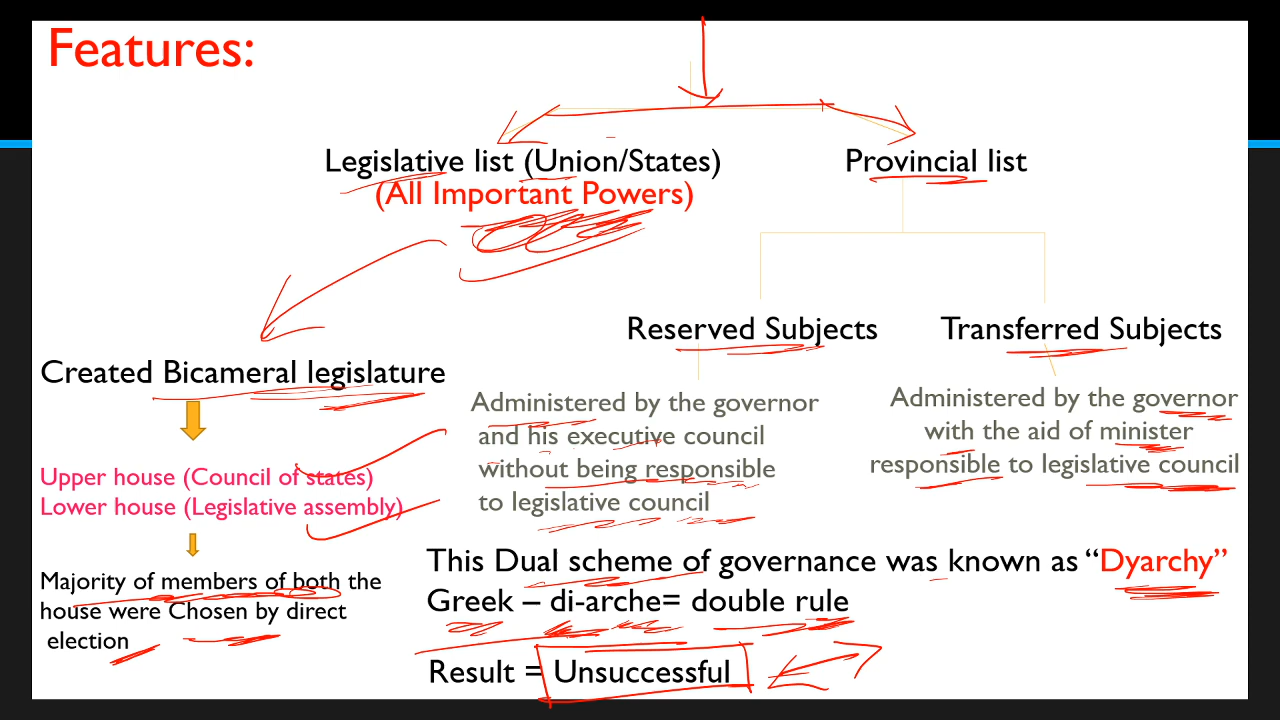 Features:
Legislative list (Union/States)
(All Important Powers)
Provincial list
Reserved Subjects
Transferred Subjects
Created Bicameral legislature
Upper house (Council of states)
Lower house (Legislative assembly)
Majority of members of both the
house were Chosen by direct
election
Administered by the governor
and his executive council
without being responsible
to legislative council
Administered by the governor
with the aid of minister
responsible to legislative council
This Dual scheme of governance was known as “Dyarchy”
Greek – di-arche= double rule
Result = Unsuccessful